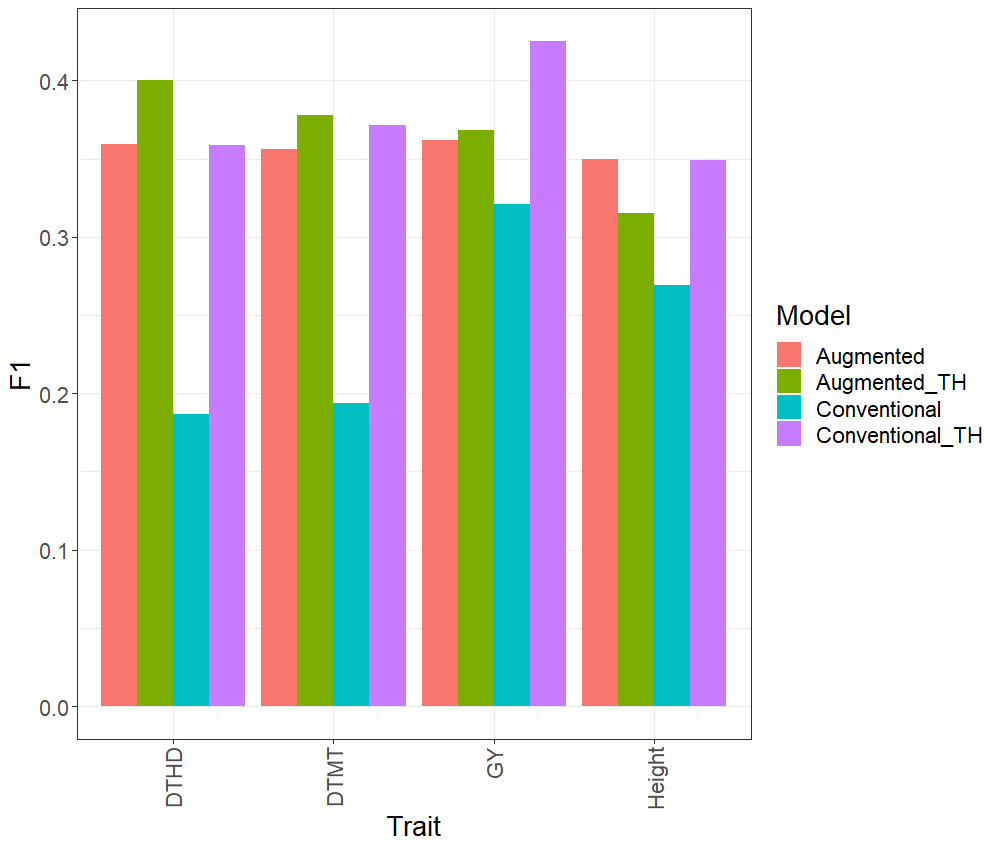 F1
0.4
0.3
0.2
0.1
0.0
DTHD
DTMT
GY
Height
Trait
Model
Augmented
Augmented_TH
Conventional
Conventional_TH